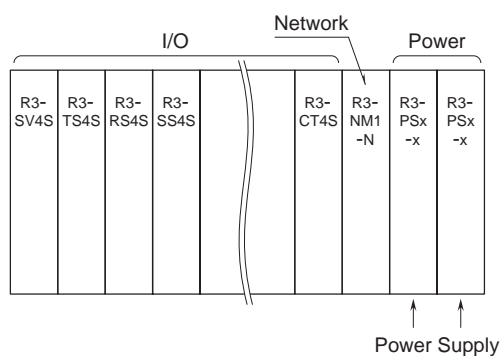 Network
I/O
Power
R3-
SV4S
R3-
TS4S
R3-
RS4S
R3-
SS4S
R3-
CT4S
R3-
NM1
-N
R3-
PSx
-x
R3-
PSx
-x
Power Supply